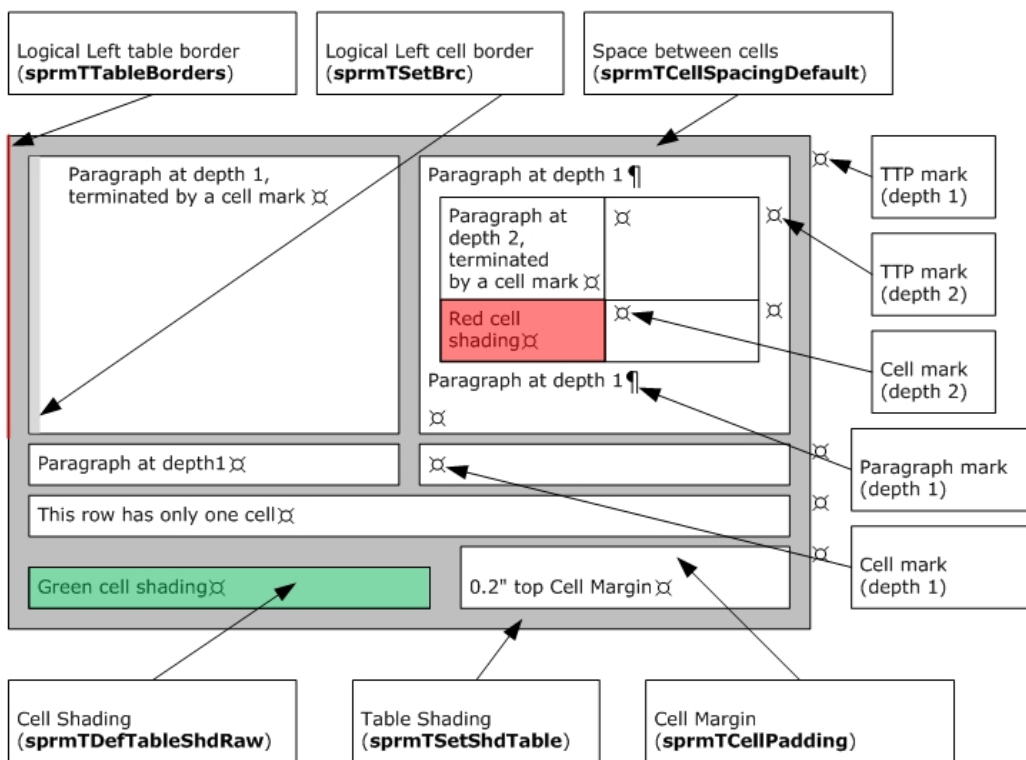 Logical Left table border
(sprmTTableBorders)
Logical Left cell border
(sprmTSetBrc)
Space between cells
(sprmTCellSpacingDefault)
Paragraph at depth 1,
terminated by a cell mark ¤
Paragraph at depth 1 ¶
Paragraph at
depth 2,
terminated
by a cell mark ¤
¤
Red cell
shading¤
¤
Paragraph at depth 1¶
¤
¤
¤
¤
TTP mark
(depth 1)
TTP mark
(depth 2)
Cell mark
(depth 2)
Paragraph mark
(depth 1)
Cell mark
(depth 1)
Paragraph at depth1¤
¤
¤
This row has only one cell¤
¤
Green cell shading¤
0.2" top Cell Margin¤
¤
Cell Shading
(sprmTDefTableShdRaw)
Table Shading
(sprmTSetShdTable)
Cell Margin
(sprmTCellPadding)